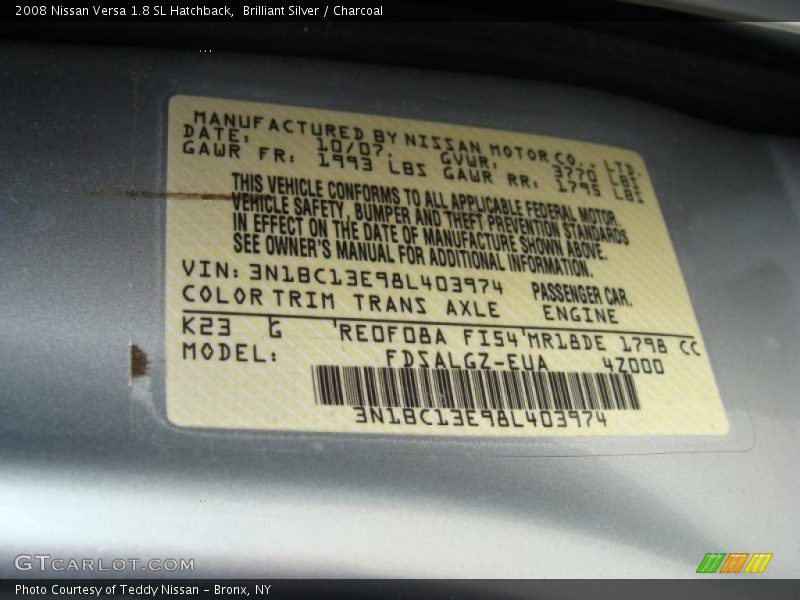 2008 Nissan Versa 1.8 SL Hatchback,  Brilliant Silver / Charcoal
MANUFACTURED BY NISSAN MOTOR CO., LTD.
DATE: 10/07. GVWR: 3770 LBS
GAWR FR: 1993 LBS GAWR RR: 1795 LBS
THIS VEHICLE CONFORMS TO ALL APPLICABLE FEDERAL MOTOR
VEHICLE SAFETY, BUMPER AND THEFT PREVENTION STANDARDS
IN EFFECT ON THE DATE OF MANUFACTURE SHOWN ABOVE.
SEE OWNER'S MANUAL FOR ADDITIONAL INFORMATION.
VIN: 3N1BC13E98L403974 PASSENGER CAR.
COLOR TRIM TRANS AXLE ENGINE
K23 G 'RE0F08A FI54'MR18DE 1798 CC
MODEL: FDSALGZ-EUA 4Z000
3N1BC13E98L403974
GTCARLOT.COM
Photo Courtesy of Teddy Nissan - Bronx, NY